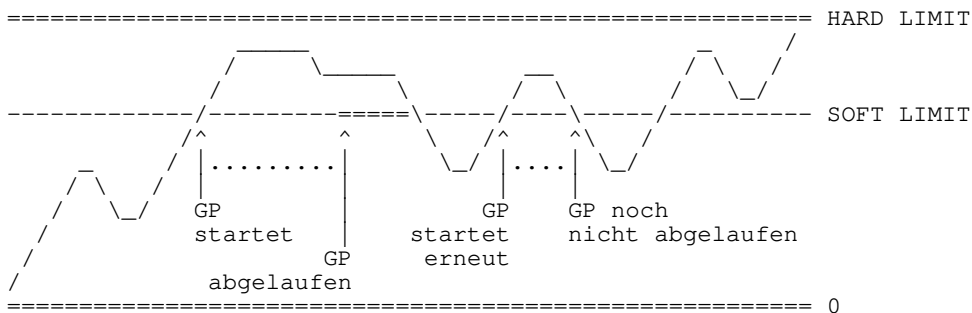 HARD LIMIT
SOFT LIMIT
GP GP GP noch
startet startet nicht abgelaufen
GP erneut
abgelaufen
0